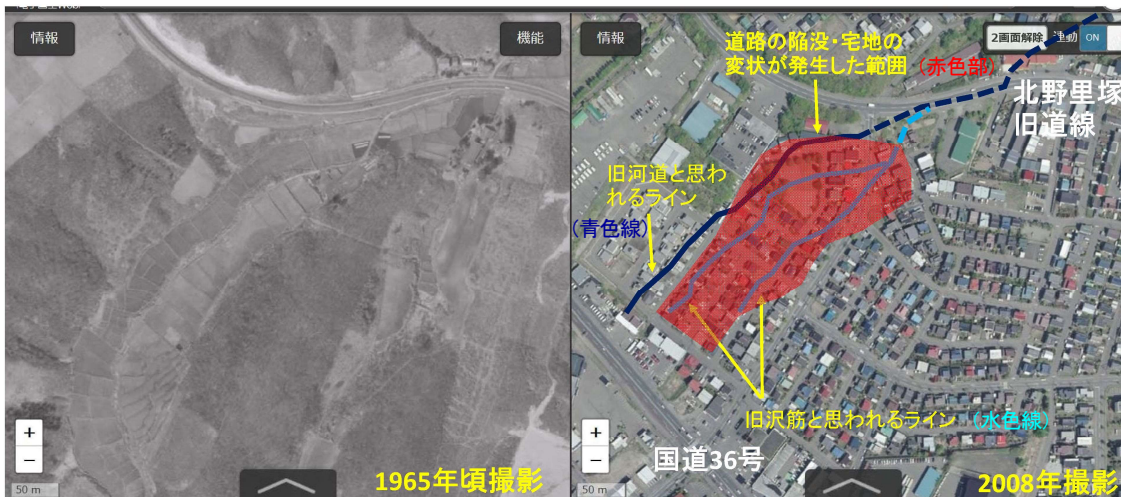 情報
機能
+
−
50 m
1965年頃撮影
情報
道路の陥没・宅地の
変状が発生した範囲（赤色部）
2画面解除 連動 ON
北野里塚
旧道線
旧河道と思わ
れるライン
（青色線）
旧沢筋と思われるライン（水色線）
国道36号
+
−
50 m
2008年撮影